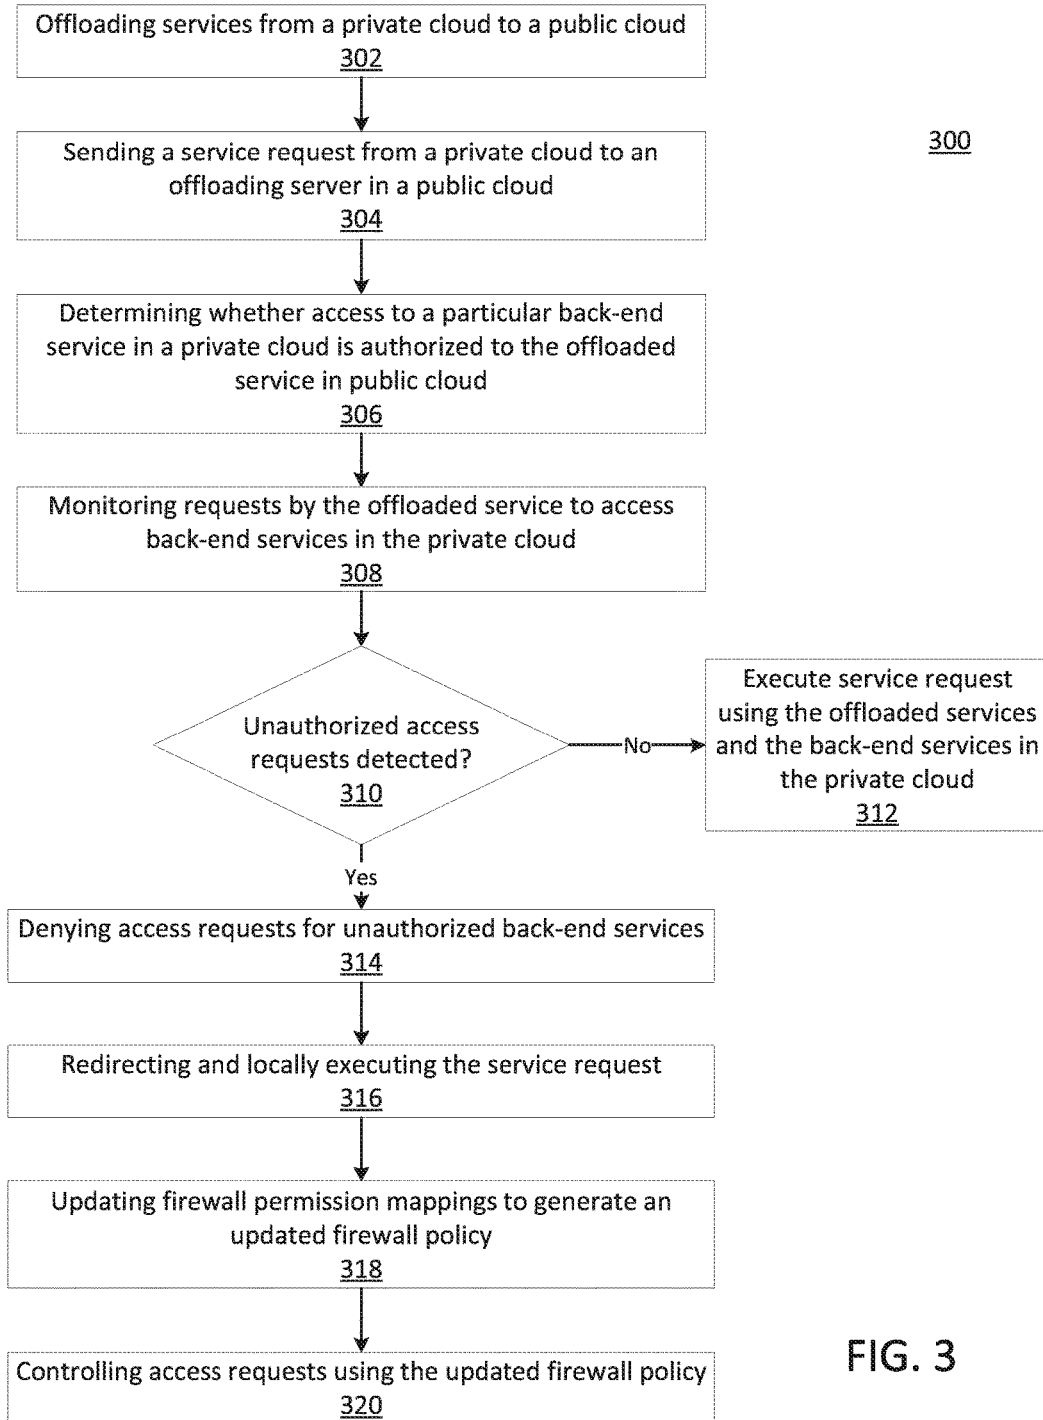 Offloading services from a private cloud to a public cloud
302
300
Sending a service request from a private cloud to an
offloading server in a public cloud
304
Determining whether access to a particular back-end
service in a private cloud is authorized to the offloaded
service in public cloud
306
Monitoring requests by the offloaded service to access
back-end services in the private cloud
308
Unauthorized access
requests detected?
310
No
Execute service request
using the offloaded services
and the back-end services in
the private cloud
312
Yes
Denying access requests for unauthorized back-end services
314
Redirecting and locally executing the service request
316
Updating firewall permission mappings to generate an
updated firewall policy
318
Controlling access requests using the updated firewall policy
320
FIG. 3